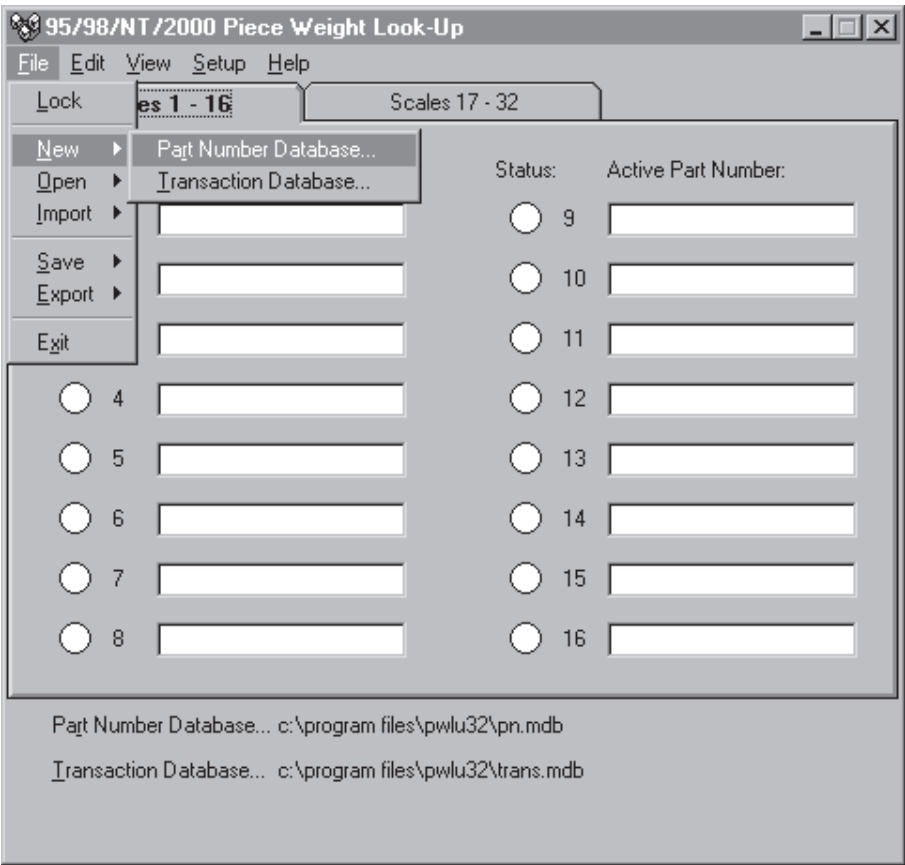 95/98/NT/2000 Piece Weight Look-Up
File Edit View Setup Help
Lock
New
Open
Import
Save
Export
Exit
Part Number Database...
Transaction Database...
es 1 - 16
Scales 17 - 32
Status: Active Part Number:
4
5
6
7
8
9
10
11
12
13
14
15
16
Part Number Database... c:\program files\pwlu32\pn.mdb
Transaction Database... c:\program files\pwlu32\trans.mdb